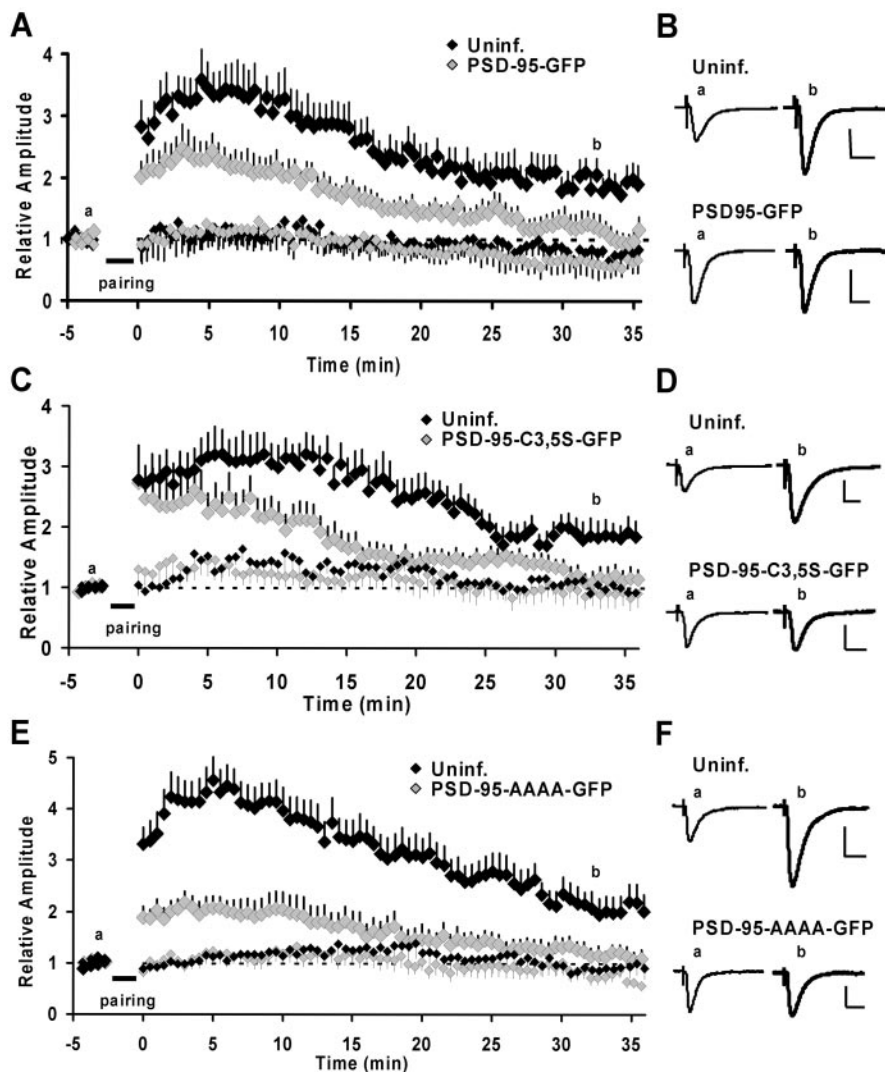 A
Relative Amplitude
4
3
2
1
0
Uninf.
PSD-95-GFP
a
b
pairing
-5 0 5 10 15 20 25 30 35
Time (min)
B
Uninf.
a b
PSD95-GFP
a b
C
Relative Amplitude
4
3
2
1
0
Uninf.
PSD-95-C3,5S-GFP
a
b
pairing
-5 0 5 10 15 20 25 30 35
Time (min)
D
Uninf.
a b
PSD-95-C3,5S-GFP
a b
E
Relative Amplitude
5
4
3
2
1
0
Uninf.
PSD-95-AAAA-GFP
a
b
pairing
-5 0 5 10 15 20 25 30 35
Time (min)
F
Uninf.
a b
PSD-95-AAAA-GFP
a b